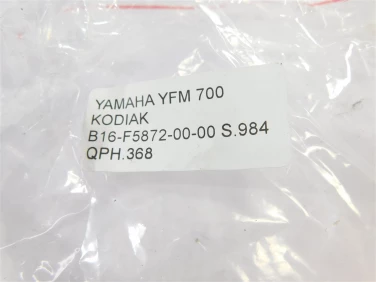 YAMAHA YFM 700
KODIAK
B16-F5872-00-00 S.984
QPH.368